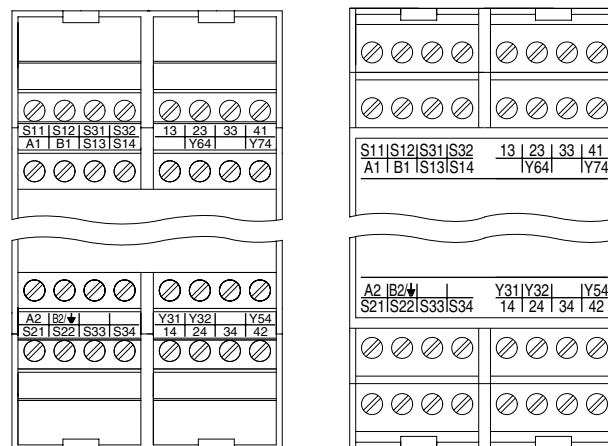 S11 S12 S31 S32 13 23 33 41
A1 B1 S13 S14 Y64 Y74
A2 B2/ Y31 Y32 Y54
S21 S22 S33 S34 14 24 34 42
S11 S12 S31 S32 13 23 33 41
A1 B1 S13 S14 Y64 Y74
A2 B2/ Y31 Y32 Y54
S21 S22 S33 S34 14 24 34 42